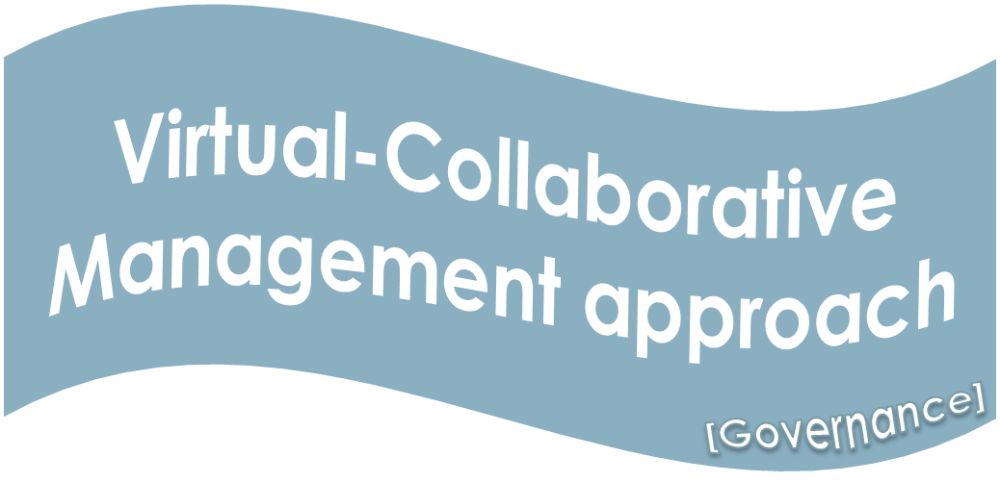 Virtual-Collaborative
Management approach
[Governance]